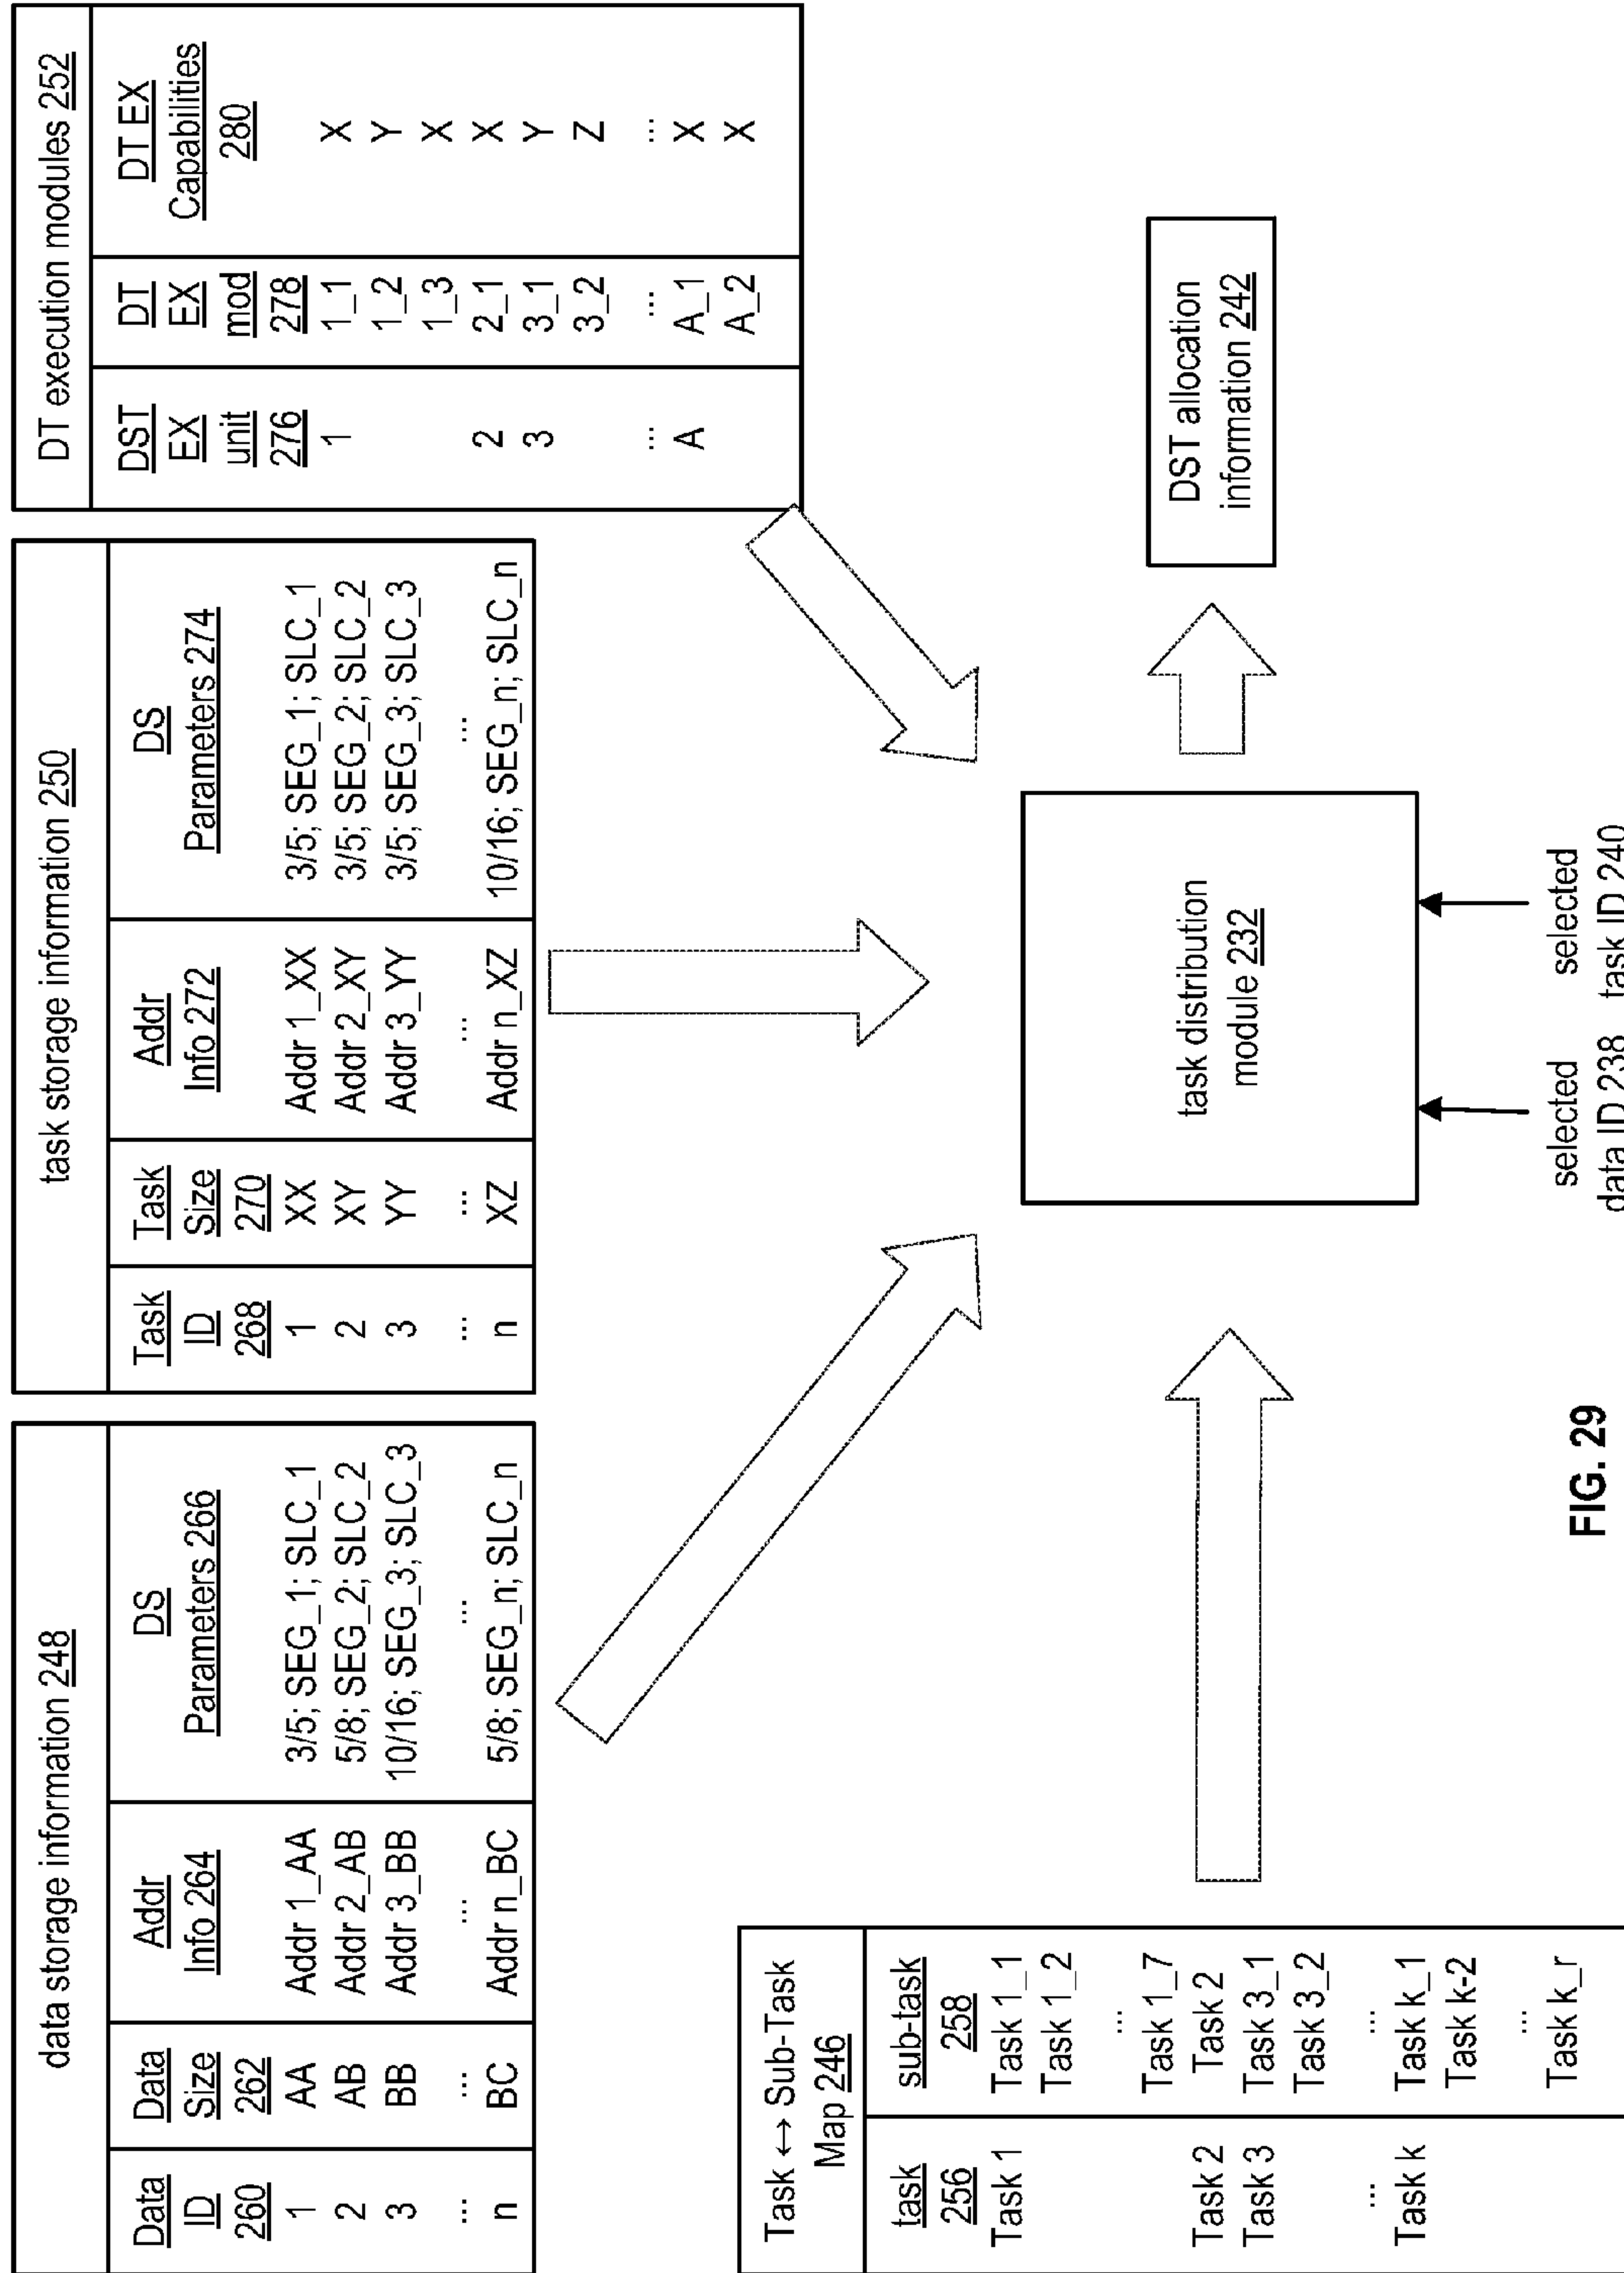 data storage information 248
Data ID 260 Data Size 262 Addr Info 264 DS Parameters 266
1 AA Addr 1_AA 3/5; SEG_1; SLC_1
2 AB Addr 2_AB 5/8; SEG_2; SLC_2
3 BB Addr 3_BB 10/16; SEG_3; SLC_3
... ... ... ...
n BC Addr n_BC 5/8; SEG_n; SLC_n
task storage information 250
Task ID 268 Task Size 270 Addr Info 272 DS Parameters 274
1 XX Addr 1_XX 3/5; SEG_1; SLC_1
2 XY Addr 2_XY 3/5; SEG_2; SLC_2
3 YY Addr 3_YY 3/5; SEG_3; SLC_3
... ... ... ...
n XZ Addr n_XZ 10/16; SEG_n; SLC_n
DT execution modules 252
DST EX unit 276 DT EX mod 278 DT EX Capabilities 280
1 1_1 X
1_2 Y
1_3 X
2 2_1 X
3 3_1 Y
3_2 Z
... ... ...
A A_1 X
A_2 X
Task ↔ Sub-Task
Map 246
task 256 sub-task 258
Task 1 Task 1_1
Task 1_2
...
Task 1_7
Task 2 Task 2
Task 3 Task 3_1
Task 3_2
... ...
Task k Task k_1
Task k-2
...
Task k_r
task distribution
module 232
DST allocation
information 242
selected
data ID 238
selected
task ID 240
FIG. 29